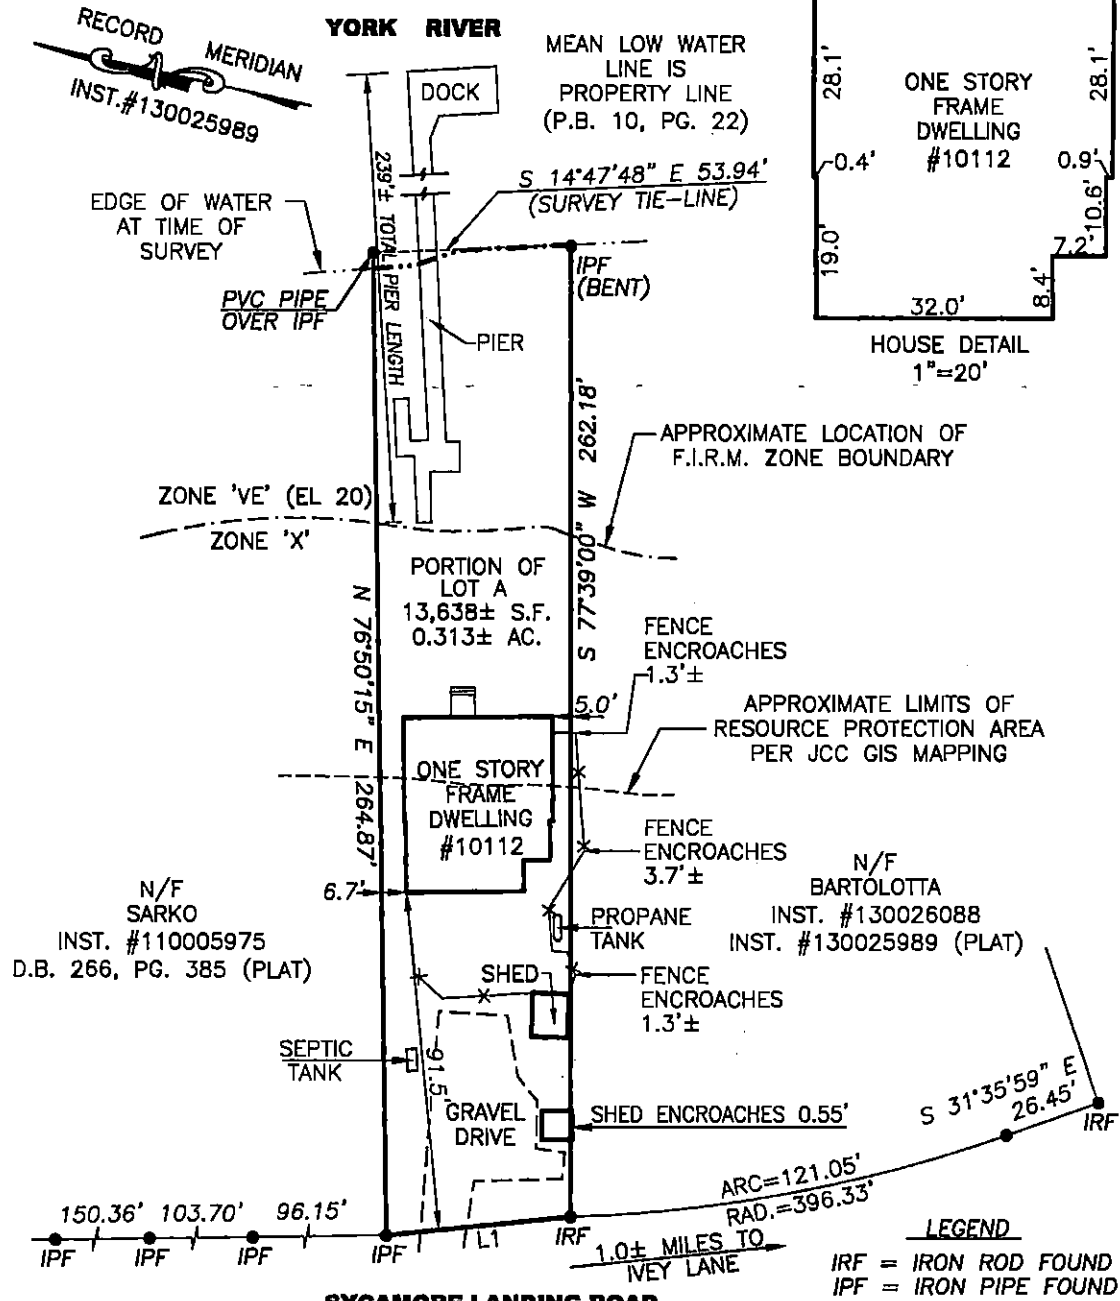 YORK RIVER
RECORD MERIDIAN
INST.#130025989
MEAN LOW WATER
LINE IS
PROPERTY LINE
(P.B. 10, PG. 22)
DOCK
28.1'
28.1'
ONE STORY
FRAME
DWELLING
#10112
0.4'
0.9'
10.6'
19.0'
7.2'
8.4'
32.0'
HOUSE DETAIL
1"=20'
239'± TOTAL PIER LENGTH
S 14°47'48" E 53.94'
(SURVEY TIE-LINE)
EDGE OF WATER
AT TIME OF
SURVEY
IPF
(BENT)
PVC PIPE
OVER IPF
PIER
S 77°39'00" W 262.18'
APPROXIMATE LOCATION OF
F.I.R.M. ZONE BOUNDARY
ZONE 'VE' (EL 20)
ZONE 'X'
PORTION OF
LOT A
13,638± S.F.
0.313± AC.
N 76°50'15" E 264.87'
FENCE
ENCROACHES
1.3'±
5.0'
APPROXIMATE LIMITS OF
RESOURCE PROTECTION AREA
PER JCC GIS MAPPING
ONE STORY
FRAME
DWELLING
#10112
FENCE
ENCROACHES
3.7'±
6.7'
N/F
SARKO
INST. #110005975
D.B. 266, PG. 385 (PLAT)
N/F
BARTOLOTTA
INST. #130026088
INST. #130025989 (PLAT)
PROPANE
TANK
SHED
FENCE
ENCROACHES
1.3'±
SEPTIC
TANK
91.5'
GRAVEL
DRIVE
SHED ENCROACHES 0.55'
S 31°35'59" E
26.45'
IRF
ARC=121.05'
RAD.=396.33'
150.36' 103.70' 96.15'
IPF IPF IPF IPF L1 IRF
1.0± MILES TO
IVEY LANE
LEGEND
IRF = IRON ROD FOUND
IPF = IRON PIPE FOUND
SYCAMORE LANDING ROAD